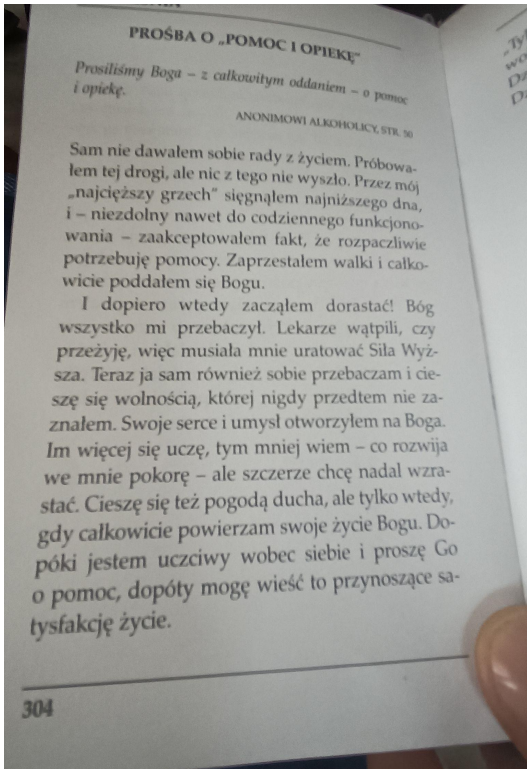 PROŚBA O „POMOC I OPIEKĘ”
Prosiliśmy Boga – z całkowitym oddaniem – o pomoc
i opiekę.
ANONIMOWI ALKOHOLICY, STR. 50
Sam nie dawałem sobie rady z życiem. Próbowa-
łem tej drogi, ale nic z tego nie wyszło. Przez mój
„najcięższy grzech” sięgnąłem najniższego dna,
i – niezdolny nawet do codziennego funkcjono-
wania – zaakceptowałem fakt, że rozpaczliwie
potrzebuję pomocy. Zaprzestałem walki i całko-
wicie poddałem się Bogu.
I dopiero wtedy zacząłem dorastać! Bóg
wszystko mi przebaczył. Lekarze wątpili, czy
przeżyję, więc musiała mnie uratować Siła Wyż-
sza. Teraz ja sam również sobie przebaczam i cie-
szę się wolnością, której nigdy przedtem nie za-
znałem. Swoje serce i umysł otworzyłem na Boga.
Im więcej się uczę, tym mniej wiem – co rozwija
we mnie pokorę – ale szczerze chcę nadal wzra-
stać. Cieszę się też pogodą ducha, ale tylko wtedy,
gdy całkowicie powierzam swoje życie Bogu. Do-
póki jestem uczciwy wobec siebie i proszę Go
o pomoc, dopóty mogę wieść to przynoszące sa-
tysfakcję życie.
304